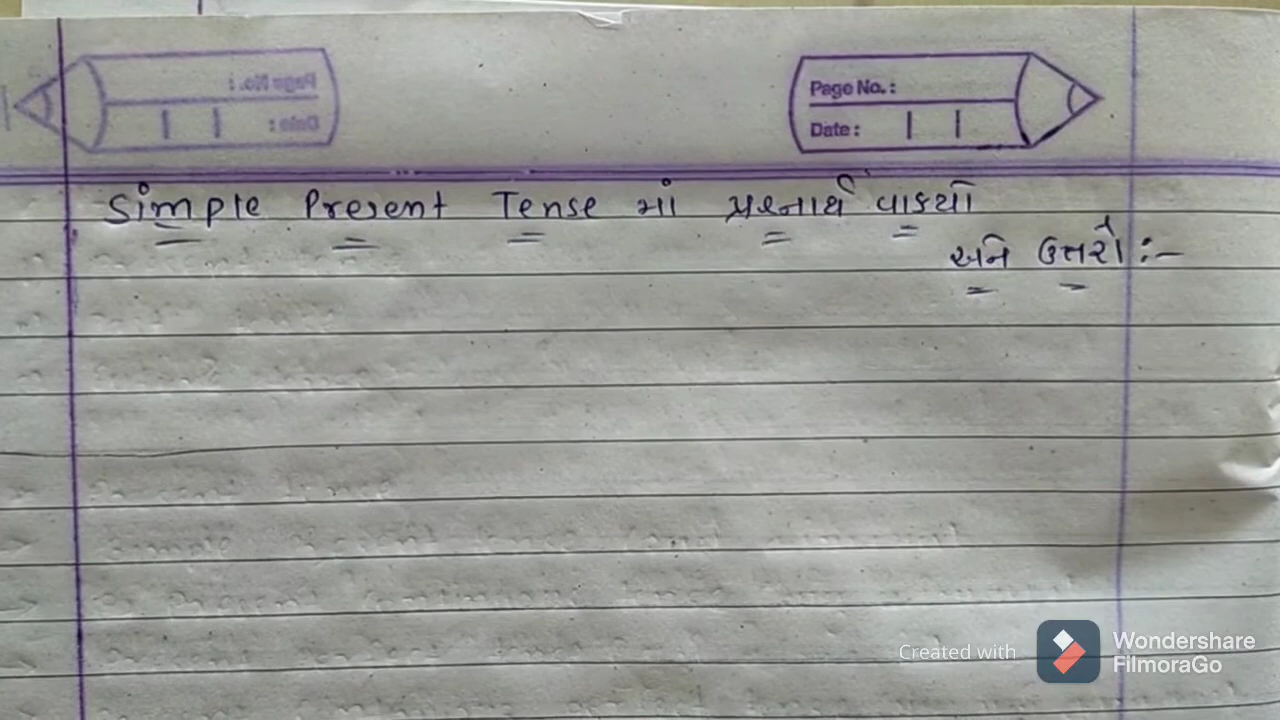 Page No. :
Date :
Simple Present Tense માં પ્રશ્નાર્થ વાક્યો
અને ઉત્તરો :-
Created with Wondershare FilmoraGo